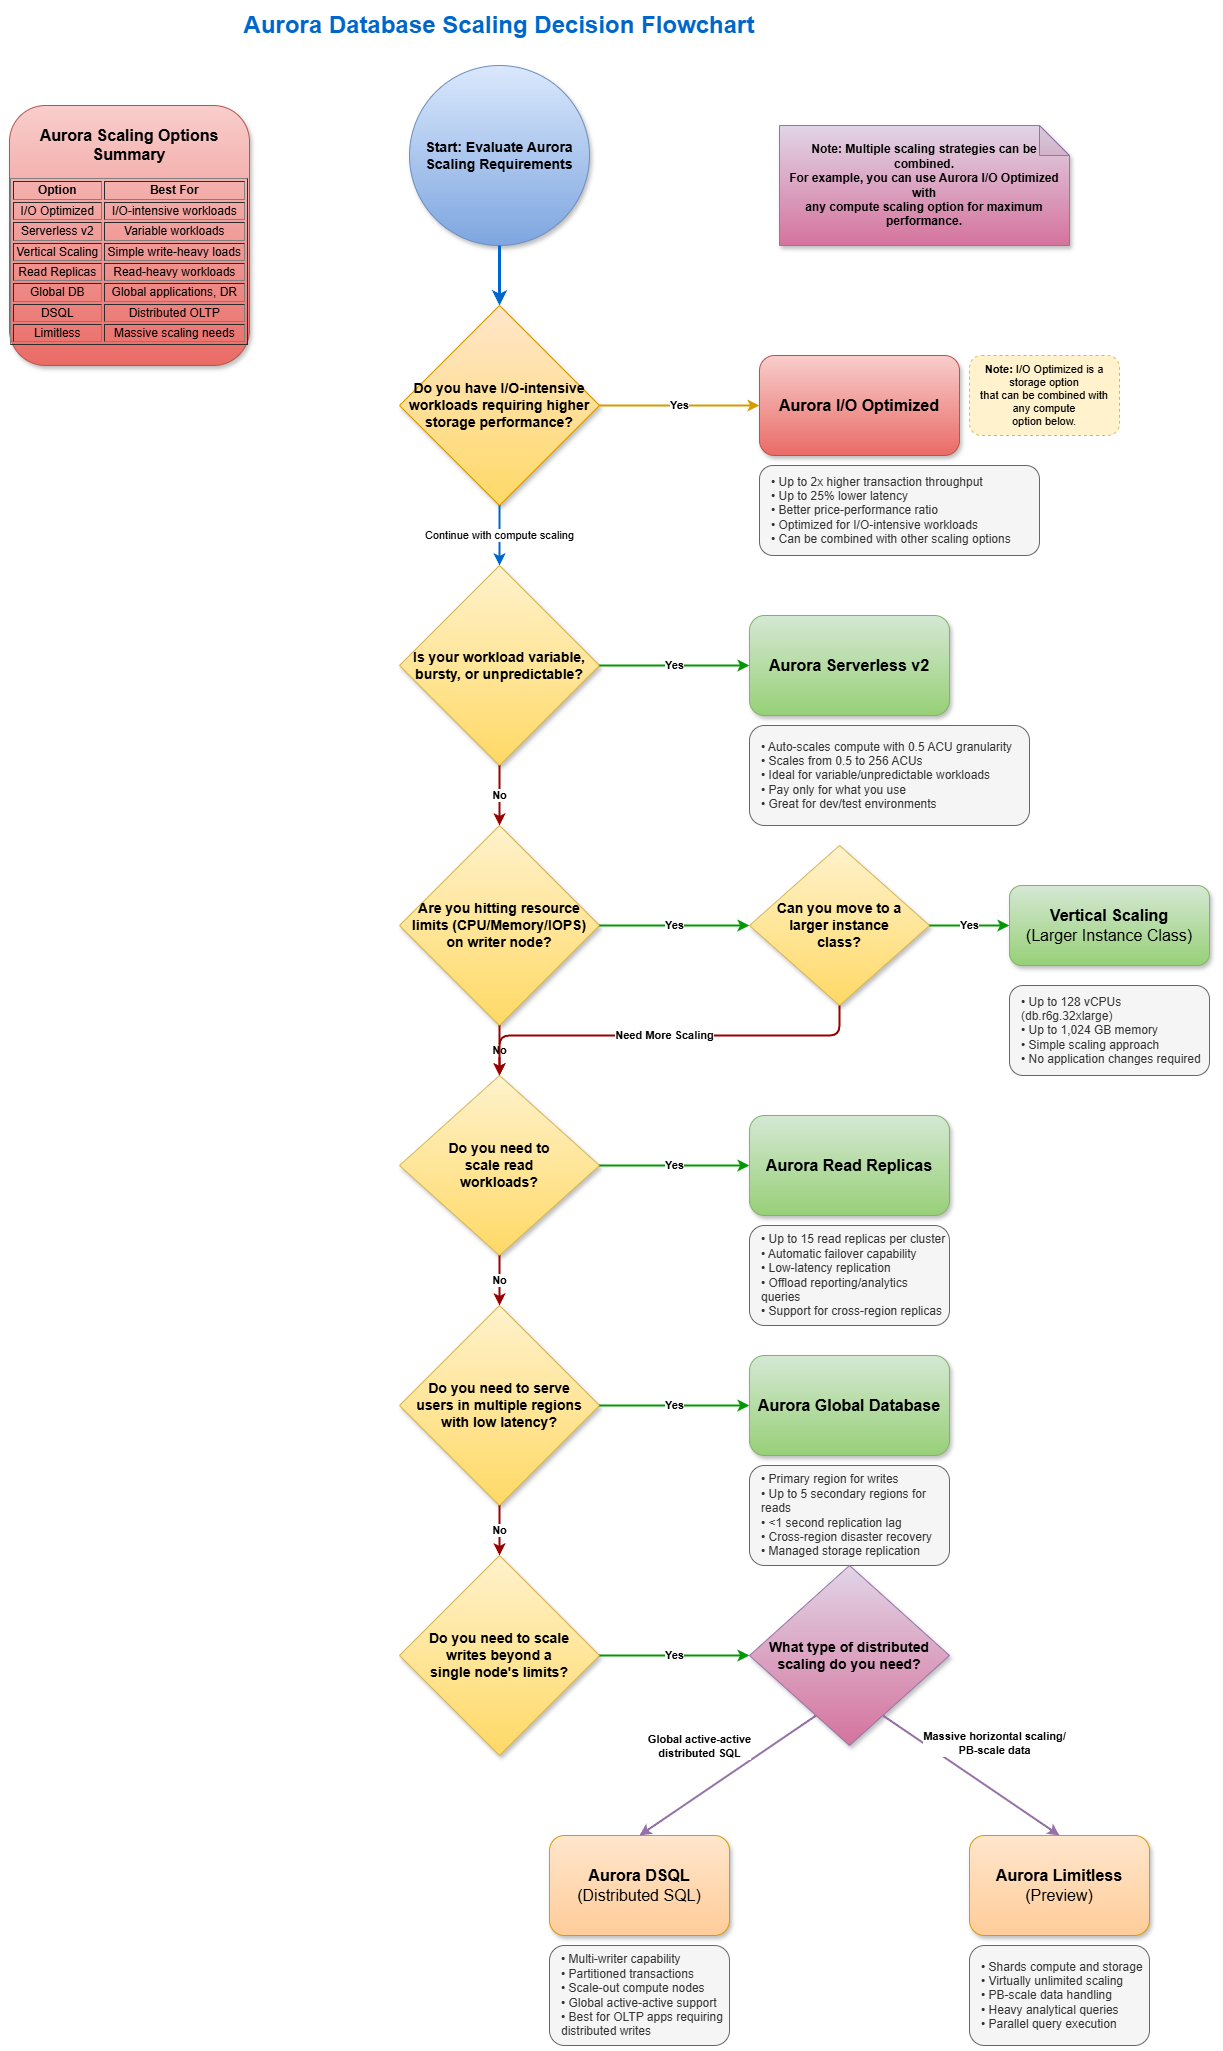 Aurora Database Scaling Decision Flowchart
Aurora Scaling Options
Summary
Option Best For
I/O Optimized I/O-intensive workloads
Serverless v2 Variable workloads
Vertical Scaling Simple write-heavy loads
Read Replicas Read-heavy workloads
Global DB Global applications, DR
DSQL Distributed OLTP
Limitless Massive scaling needs
Start: Evaluate Aurora
Scaling Requirements
Note: Multiple scaling strategies can be
combined.
For example, you can use Aurora I/O Optimized
with
any compute scaling option for maximum
performance.
Do you have I/O-intensive
workloads requiring higher
storage performance?
Yes
Aurora I/O Optimized
Note: I/O Optimized is a
storage option
that can be combined with
any compute
option below.
• Up to 2x higher transaction throughput
• Up to 25% lower latency
• Better price-performance ratio
• Optimized for I/O-intensive workloads
• Can be combined with other scaling options
Continue with compute scaling
Is your workload variable,
bursty, or unpredictable?
Yes
Aurora Serverless v2
• Auto-scales compute with 0.5 ACU granularity
• Scales from 0.5 to 256 ACUs
• Ideal for variable/unpredictable workloads
• Pay only for what you use
• Great for dev/test environments
No
Are you hitting resource
limits (CPU/Memory/IOPS)
on writer node?
Yes
Can you move to a
larger instance
class?
Yes
Vertical Scaling
(Larger Instance Class)
• Up to 128 vCPUs
(db.r6g.32xlarge)
• Up to 1,024 GB memory
• Simple scaling approach
• No application changes required
Need More Scaling
No
Do you need to
scale read
workloads?
Yes
Aurora Read Replicas
• Up to 15 read replicas per cluster
• Automatic failover capability
• Low-latency replication
• Offload reporting/analytics
queries
• Support for cross-region replicas
No
Do you need to serve
users in multiple regions
with low latency?
Yes
Aurora Global Database
• Primary region for writes
• Up to 5 secondary regions for
reads
• <1 second replication lag
• Cross-region disaster recovery
• Managed storage replication
No
Do you need to scale
writes beyond a
single node's limits?
Yes
What type of distributed
scaling do you need?
Global active-active
distributed SQL
Massive horizontal scaling/
PB-scale data
Aurora DSQL
(Distributed SQL)
• Multi-writer capability
• Partitioned transactions
• Scale-out compute nodes
• Global active-active support
• Best for OLTP apps requiring
distributed writes
Aurora Limitless
(Preview)
• Shards compute and storage
• Virtually unlimited scaling
• PB-scale data handling
• Heavy analytical queries
• Parallel query execution